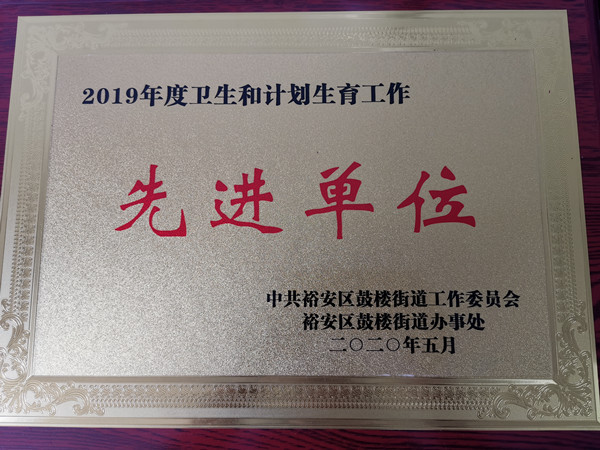 2019年度卫生和计划生育工作
先进单位
中共裕安区鼓楼街道工作委员会
裕安区鼓楼街道办事处
二〇二〇年五月